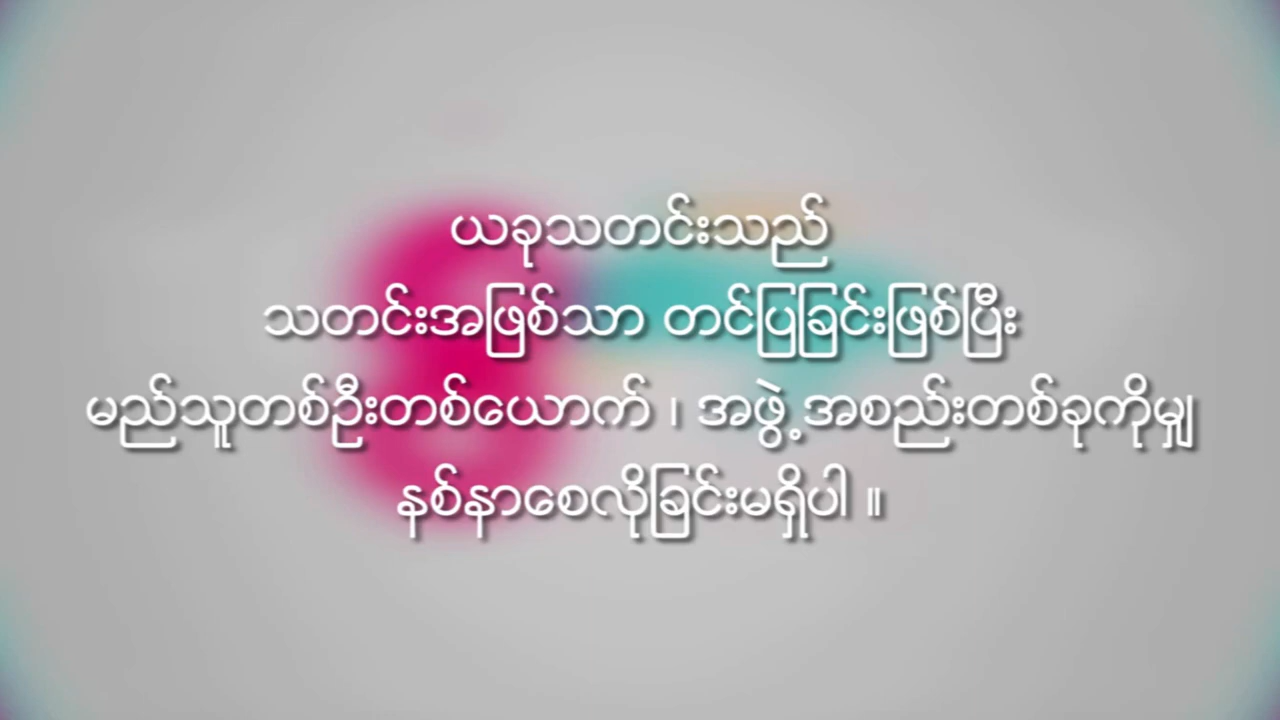 ယခုသတင်းသည်
သတင်းအဖြစ်သာ တင်ပြခြင်းဖြစ်ပြီး
မည်သူတစ်ဦးတစ်ယောက် ၊ အဖွဲ့အစည်းတစ်ခုကိုမျှ
နစ်နာစေလိုခြင်းမရှိပါ ။